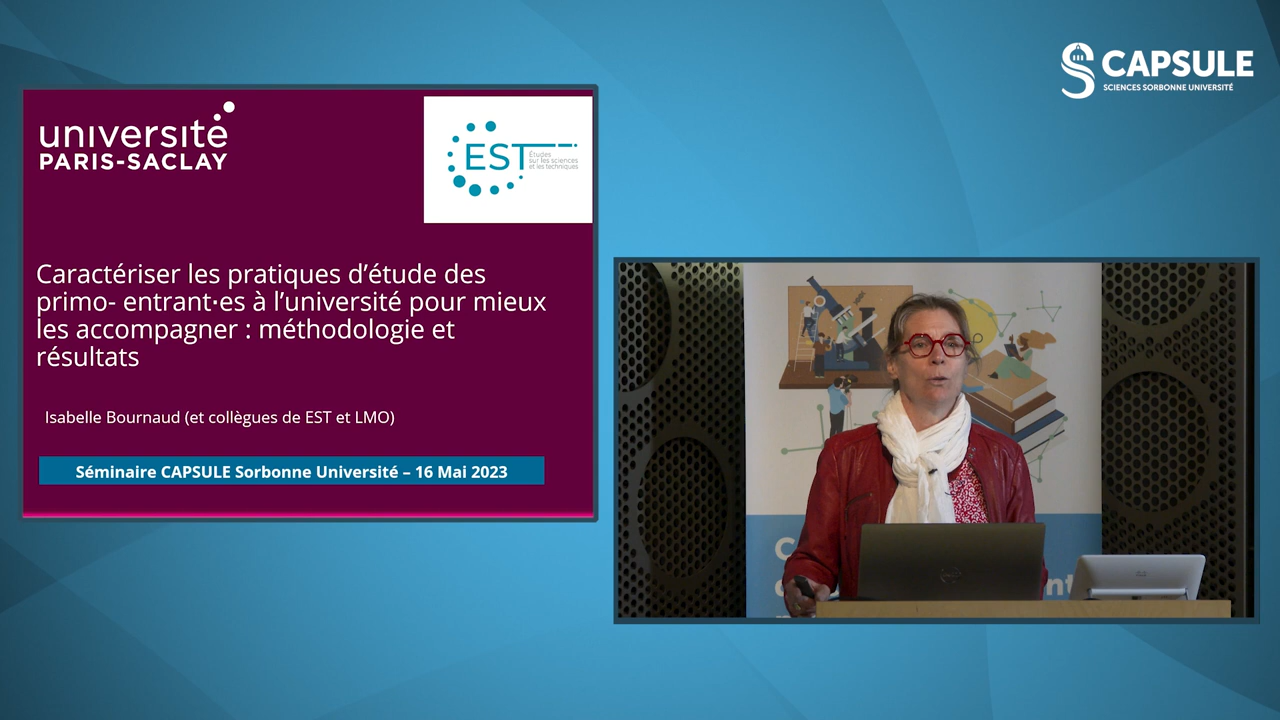 CAPSULE
SCIENCES SORBONNE UNIVERSITÉ
université
PARIS-SACLAY
EST
Études
sur les sciences
et les techniques
Caractériser les pratiques d'étude des
primo- entrant·es à l'université pour mieux
les accompagner : méthodologie et
résultats
Isabelle Bournaud (et collègues de EST et LMO)
Séminaire CAPSULE Sorbonne Université – 16 Mai 2023